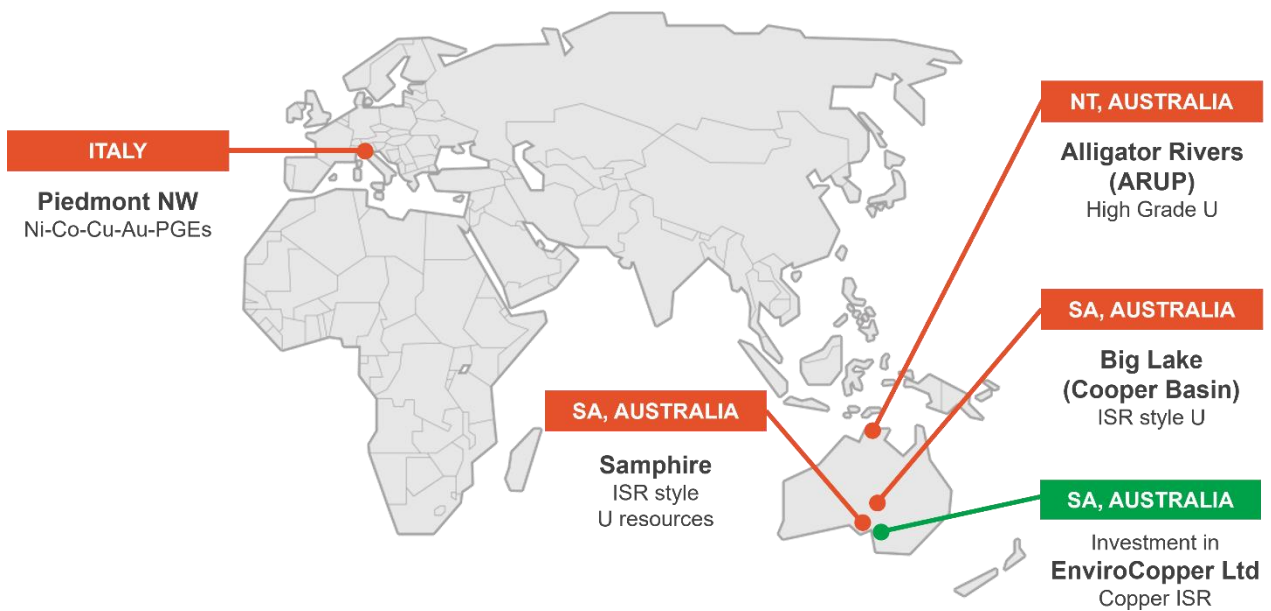 ITALY
Piedmont NW
Ni-Co-Cu-Au-PGEs
SA, AUSTRALIA
Samphire
ISR style
U resources
NT, AUSTRALIA
Alligator Rivers
(ARUP)
High Grade U
SA, AUSTRALIA
Big Lake
(Cooper Basin)
ISR style U
SA, AUSTRALIA
Investment in
EnviroCopper Ltd
Copper ISR